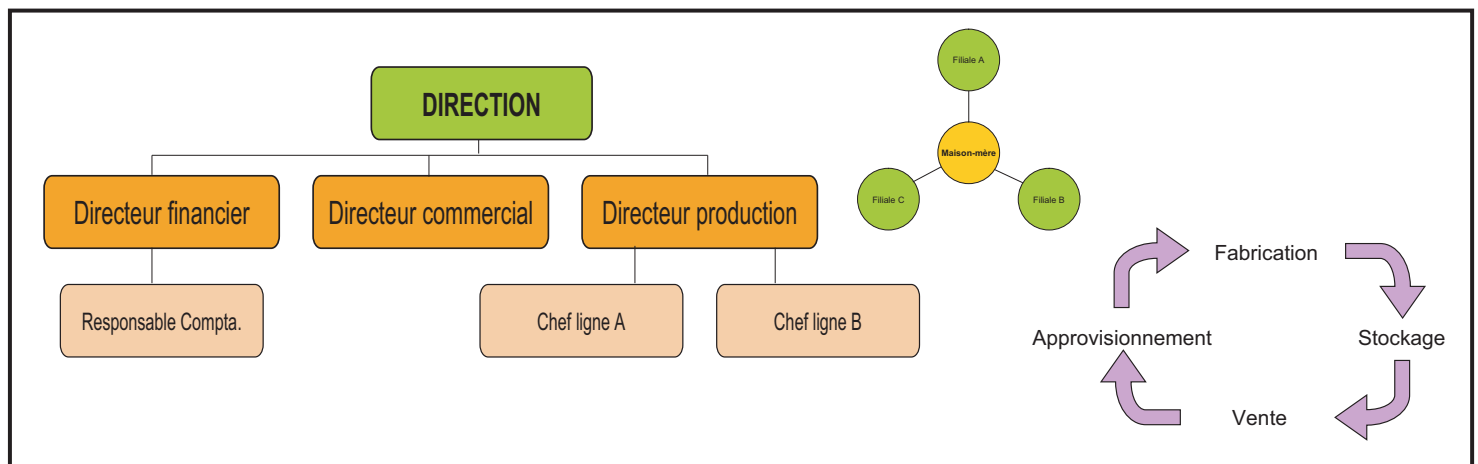 DIRECTION
Directeur financier
Directeur commercial
Directeur production
Responsable Compta.
Chef ligne A
Chef ligne B
Filiale A
Maison-mère
Filiale C
Filiale B
Fabrication
Approvisionnement
Stockage
Vente